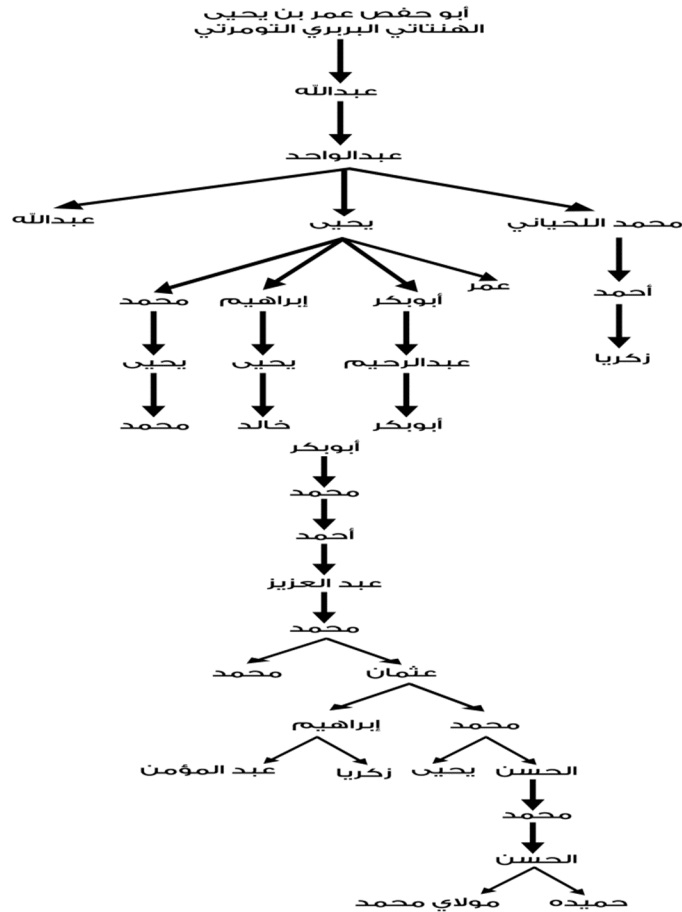 أبو حفص عمر بن يحيى
الهنتاتي البربري التومرتي
عبدالله
عبدالواحد
محمد اللحياني
يحيى
عبدالله
عمر
أبوبكر
إبراهيم
محمد
أحمد
عبدالرحيم
يحيى
يحيى
زكريا
أبوبكر
خالد
محمد
أبوبكر
محمد
أحمد
عبد العزيز
محمد
عثمان
محمد
محمد
إبراهيم
الحسن
يحيى
زكريا
عبد المؤمن
محمد
الحسن
حميده
مولاي محمد